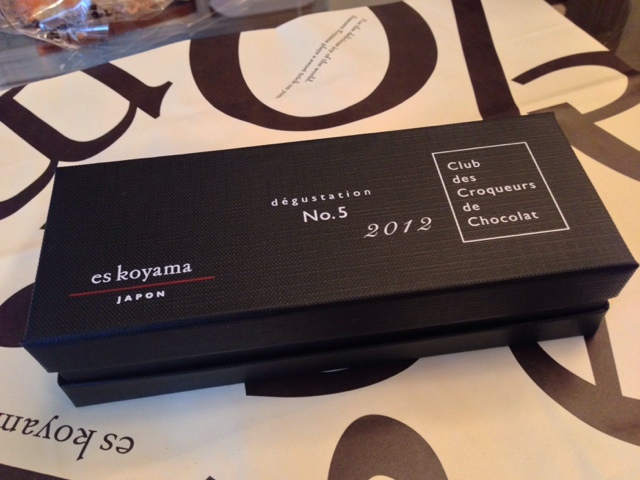 dégustation
No.5
2012
Club
des
Croqueurs
de
Chocolat
es koyama
JAPON
es koyama